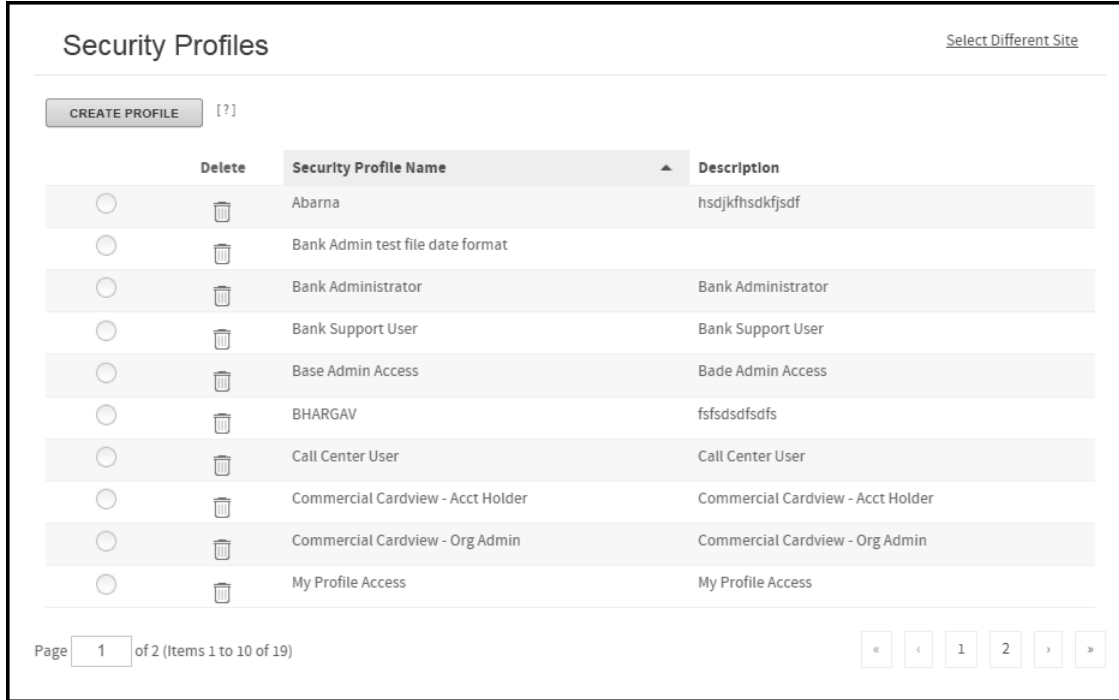 Security Profiles
Select Different Site
CREATE PROFILE [?]
Delete Security Profile Name Description
Abarna hsdjkfhsdkfjsdf
Bank Admin test file date format
Bank Administrator Bank Administrator
Bank Support User Bank Support User
Base Admin Access Bade Admin Access
BHARGAV fsfsdsdfsdfs
Call Center User Call Center User
Commercial Cardview - Acct Holder Commercial Cardview - Acct Holder
Commercial Cardview - Org Admin Commercial Cardview - Org Admin
My Profile Access My Profile Access
Page 1 of 2 (Items 1 to 10 of 19) « ‹ 1 2 › »